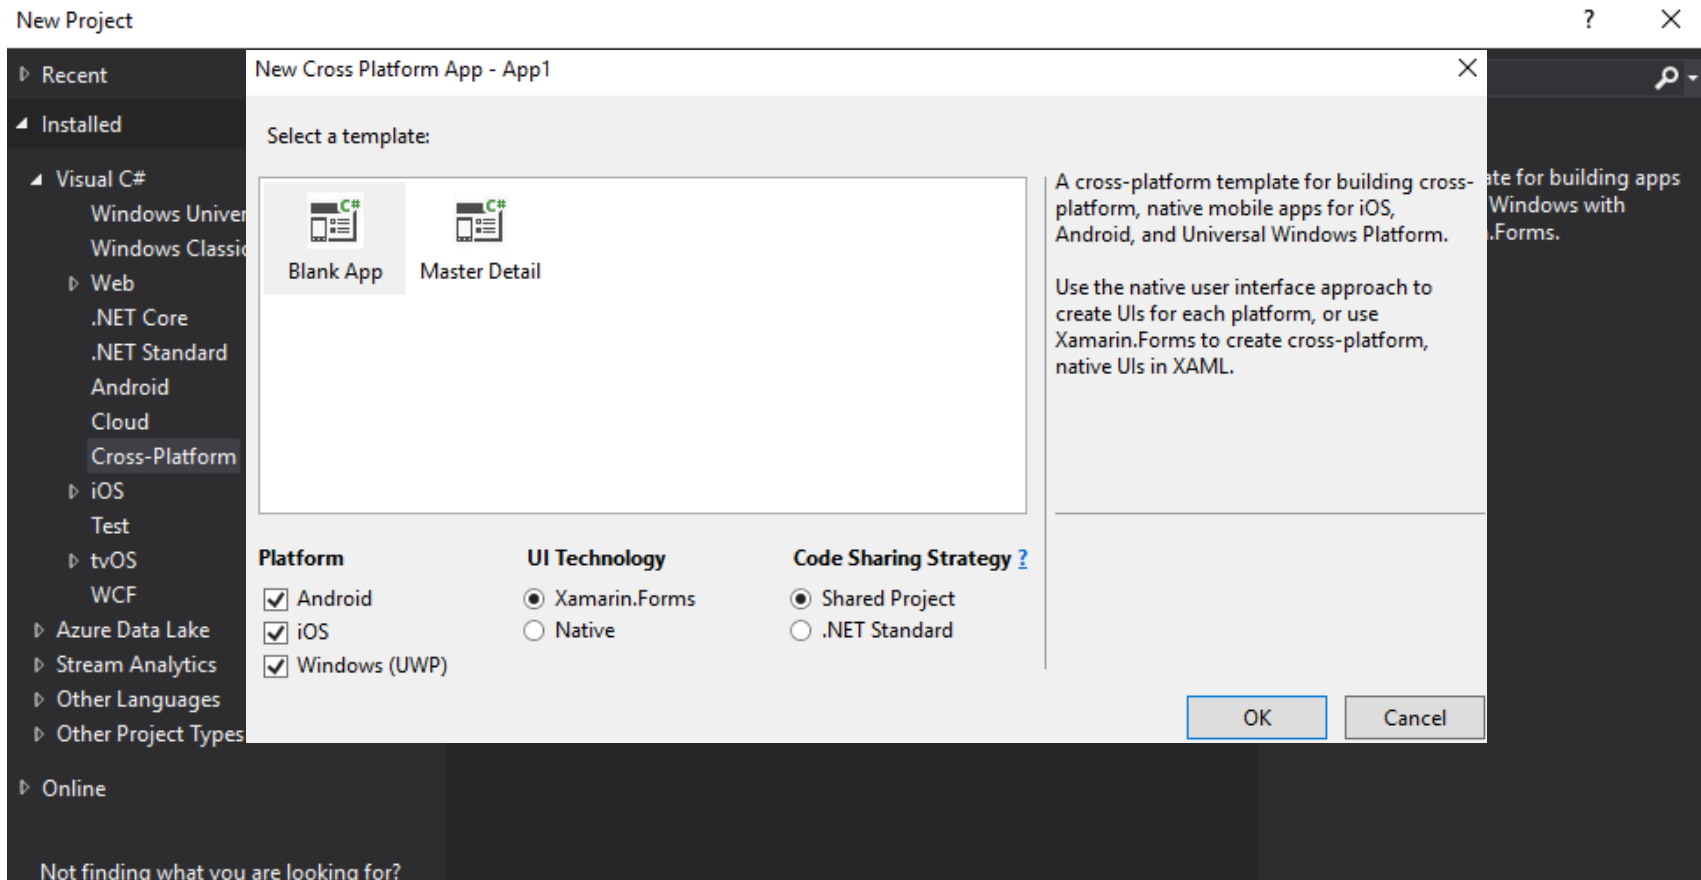 New Project
?
Recent
Installed
Visual C#
Windows Univer
Windows Classic
Web
.NET Core
.NET Standard
Android
Cloud
Cross-Platform
iOS
Test
tvOS
WCF
Azure Data Lake
Stream Analytics
Other Languages
Other Project Types
Online
Not finding what you are looking for?
New Cross Platform App - App1
Select a template:
C#
Blank App
C#
Master Detail
A cross-platform template for building cross-
platform, native mobile apps for iOS,
Android, and Universal Windows Platform.
Use the native user interface approach to
create UIs for each platform, or use
Xamarin.Forms to create cross-platform,
native UIs in XAML.
Platform
Android
iOS
Windows (UWP)
UI Technology
Xamarin.Forms
Native
Code Sharing Strategy ?
Shared Project
.NET Standard
OK
Cancel
ate for building apps
Windows with
.Forms.